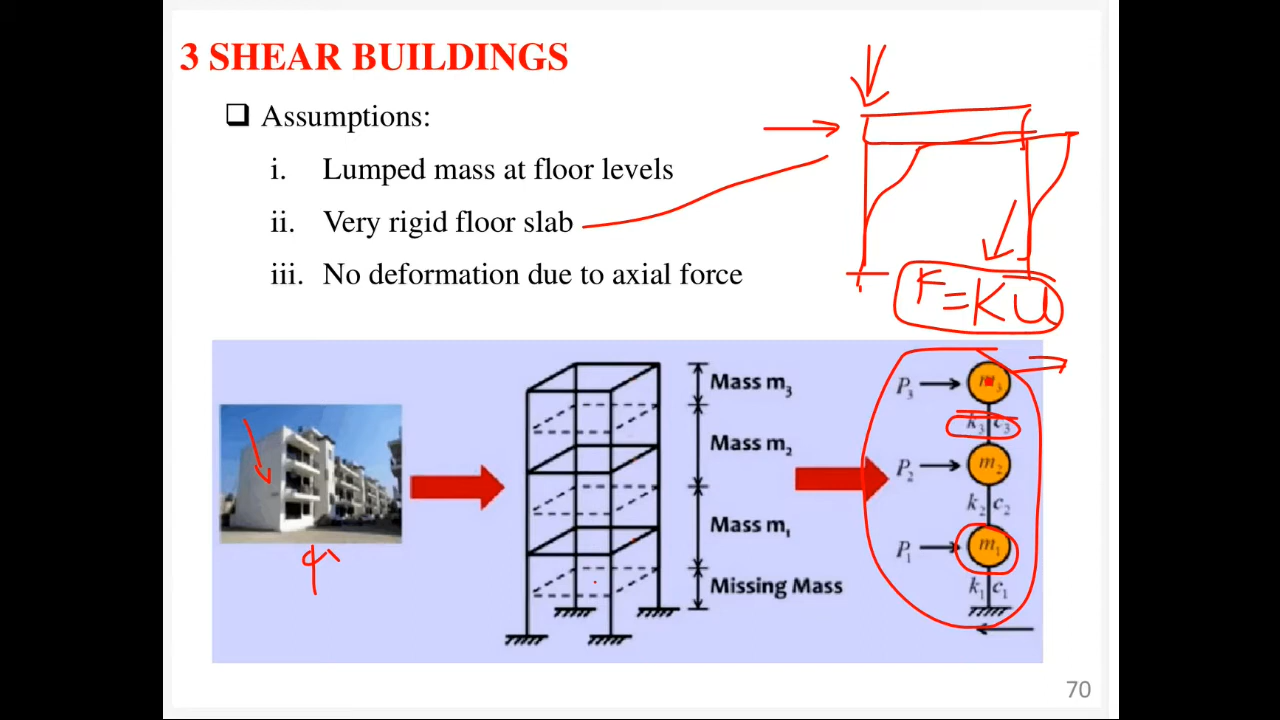 3 SHEAR BUILDINGS
❑ Assumptions:
i. Lumped mass at floor levels
ii. Very rigid floor slab
iii. No deformation due to axial force
F=KU
Mass m3
Mass m2
Mass m1
Missing Mass
P3 m3
k3 c3
P2 m2
k2 c2
P1 m1
k1 c1
70